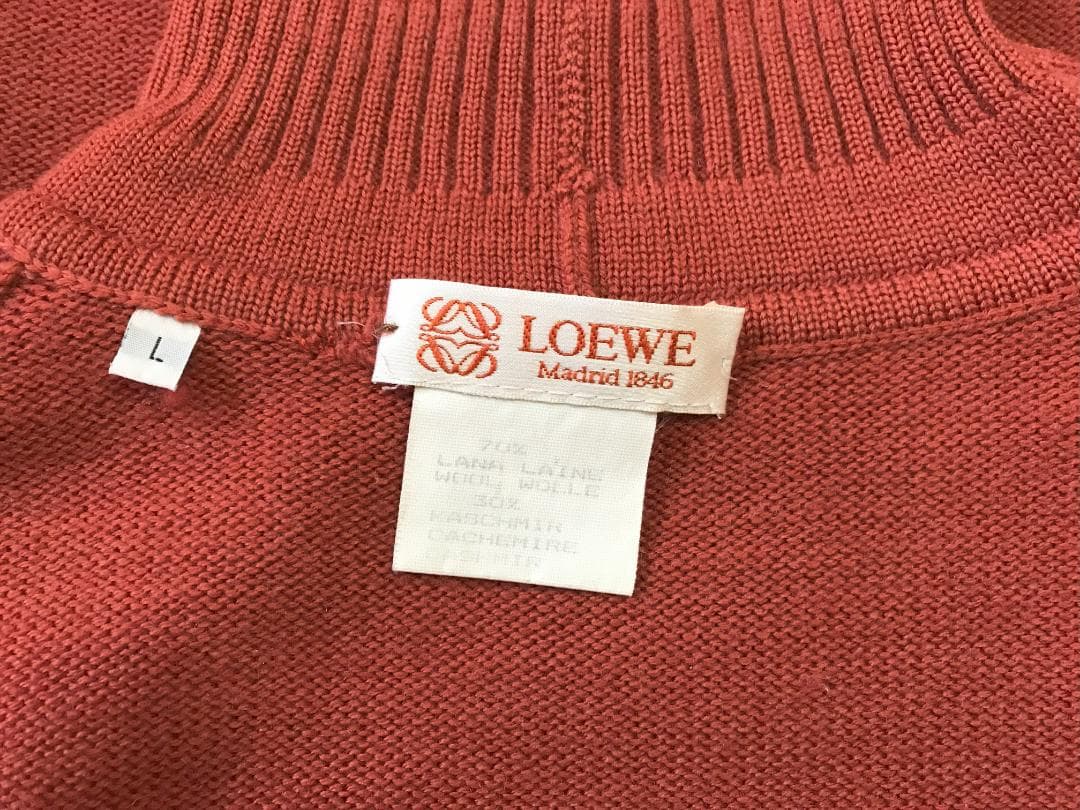 L
LOEWE
Madrid 1846
70%
LANA LAINE
WOOL WOLLE
30%
KASCHMIR
CACHEMIRE